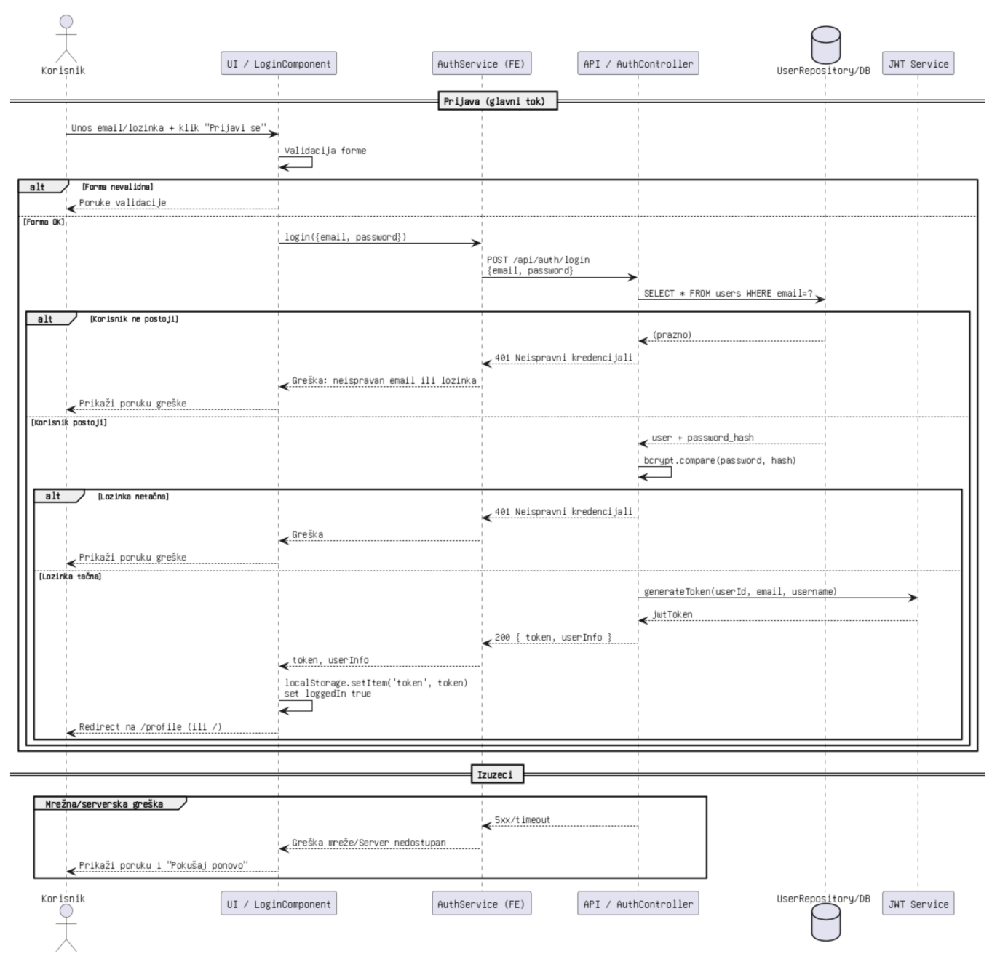 Korisnik
UI / LoginComponent
AuthService (FE)
API / AuthController
UserRepository/DB
JWT Service
Prijava (glavni tok)
Unos email/lozinka + klik "Prijavi se"
Validacija forme
alt
[Forma nevalidna]
Poruke validacije
[Forma OK]
login({email, password})
POST /api/auth/login
{email, password}
SELECT * FROM users WHERE email=?
alt
[Korisnik ne postoji]
(prazno)
401 Neispravni kredencijali
Greška: neispravan email ili lozinka
Prikaži poruku greške
[Korisnik postoji]
user + password_hash
bcrypt.compare(password, hash)
alt
[Lozinka netačna]
401 Neispravni kredencijali
Greška
Prikaži poruku greške
[Lozinka tačna]
generateToken(userId, email, username)
jwtToken
200 { token, userInfo }
token, userInfo
localStorage.setItem('token', token)
set loggedIn true
Redirect na /profile (ili /)
Izuzeci
Mrežna/serverska greška
5xx/timeout
Greška mreže/Server nedostupan
Prikaži poruku i "Pokušaj ponovo"
Korisnik
UI / LoginComponent
AuthService (FE)
API / AuthController
UserRepository/DB
JWT Service